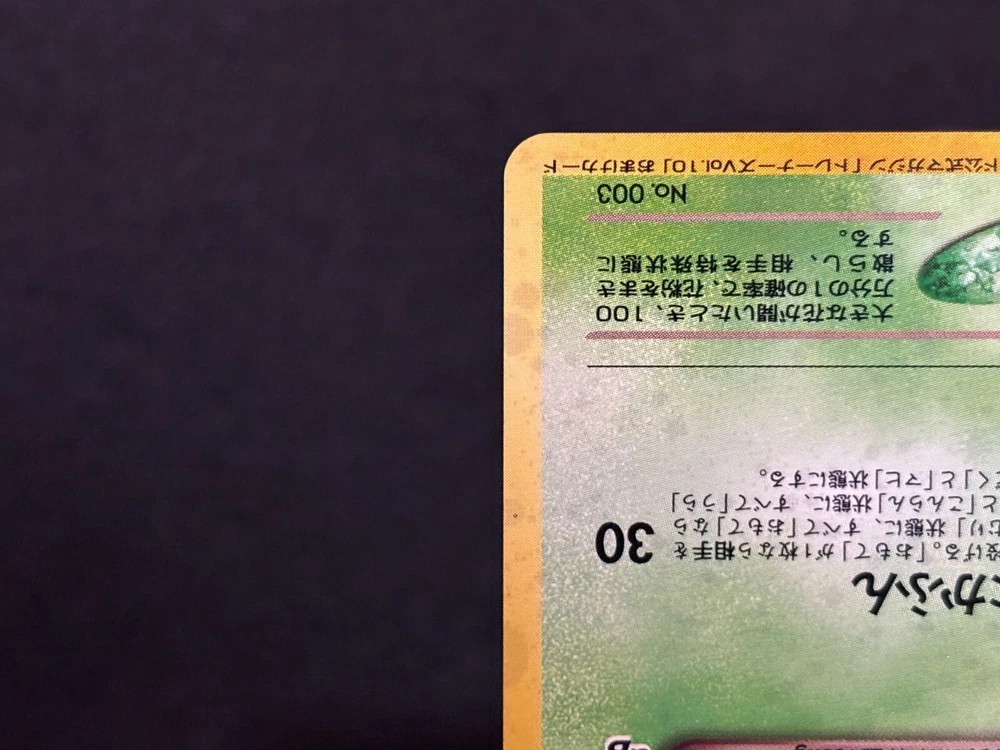 かふん
投げる。「おもて」が1枚なら相手を
むり」状態に、すべて「おもて」なら
30
と「こんらん」状態に、すべて「うら」
く」と「マヒ」状態にする。
大きな花が開いたとき、100
万分の1の確率で、花粉をまき
散らし、相手を特殊状態に
する。
No. 003
ド公式マガジン「トレーナーズVol.10」おまけカード